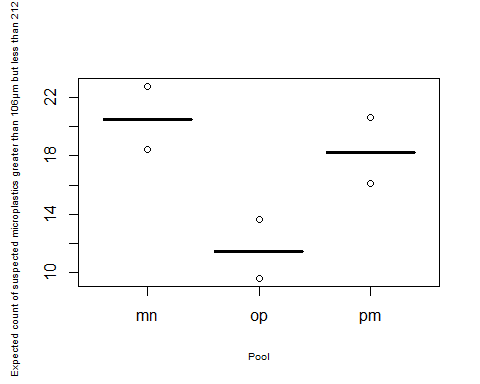 Expected count of suspected microplastics greater than 106µm but less than 212
22
18
14
10
mn op pm
Pool